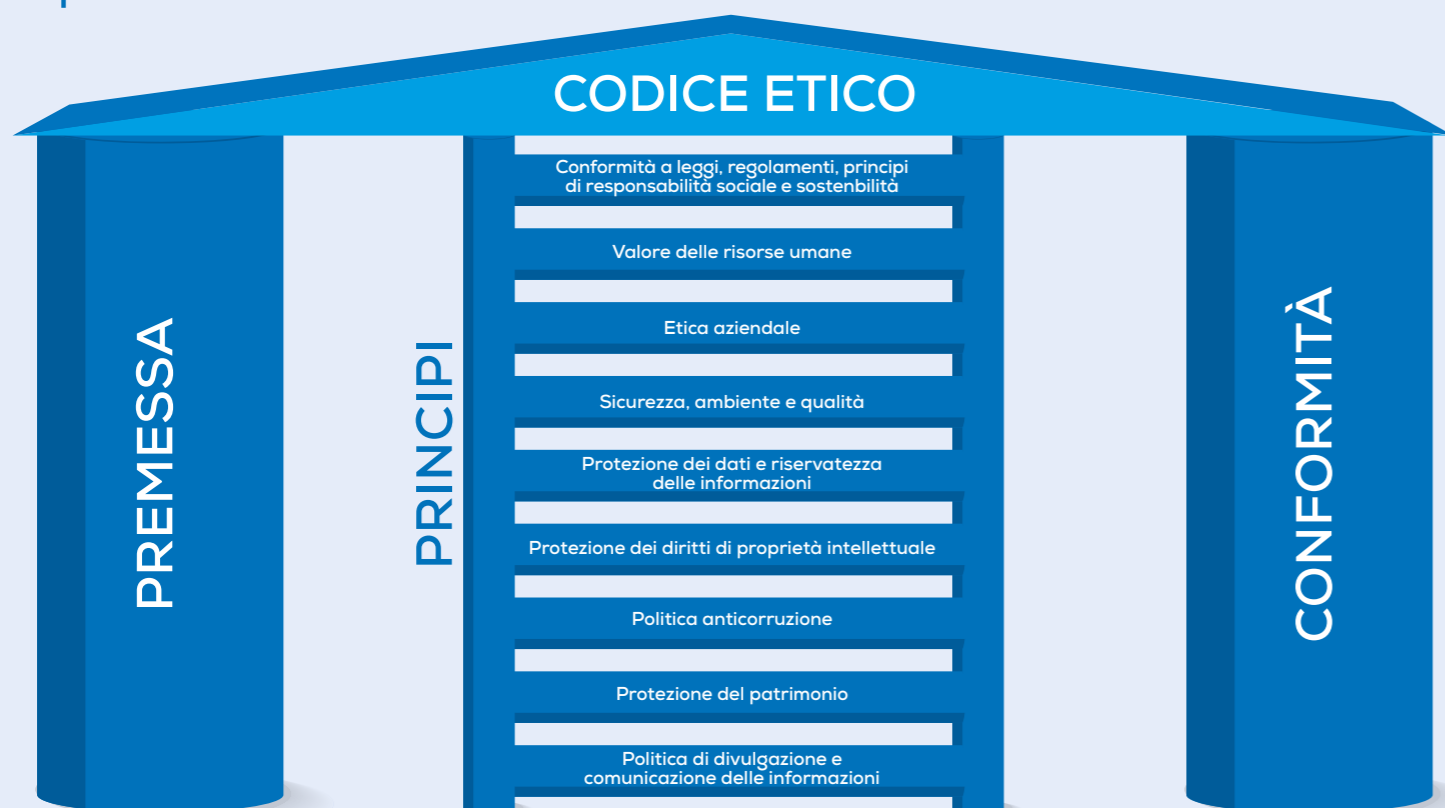 CODICE ETICO
PREMESSA
PRINCIPI
Conformità a leggi, regolamenti, principi
di responsabilità sociale e sostenbilità
Valore delle risorse umane
Etica aziendale
Sicurezza, ambiente e qualità
Protezione dei dati e riservatezza
delle informazioni
Protezione dei diritti di proprietà intellettuale
Politica anticorruzione
Protezione del patrimonio
Politica di divulgazione e
comunicazione delle informazioni
CONFORMITÀ